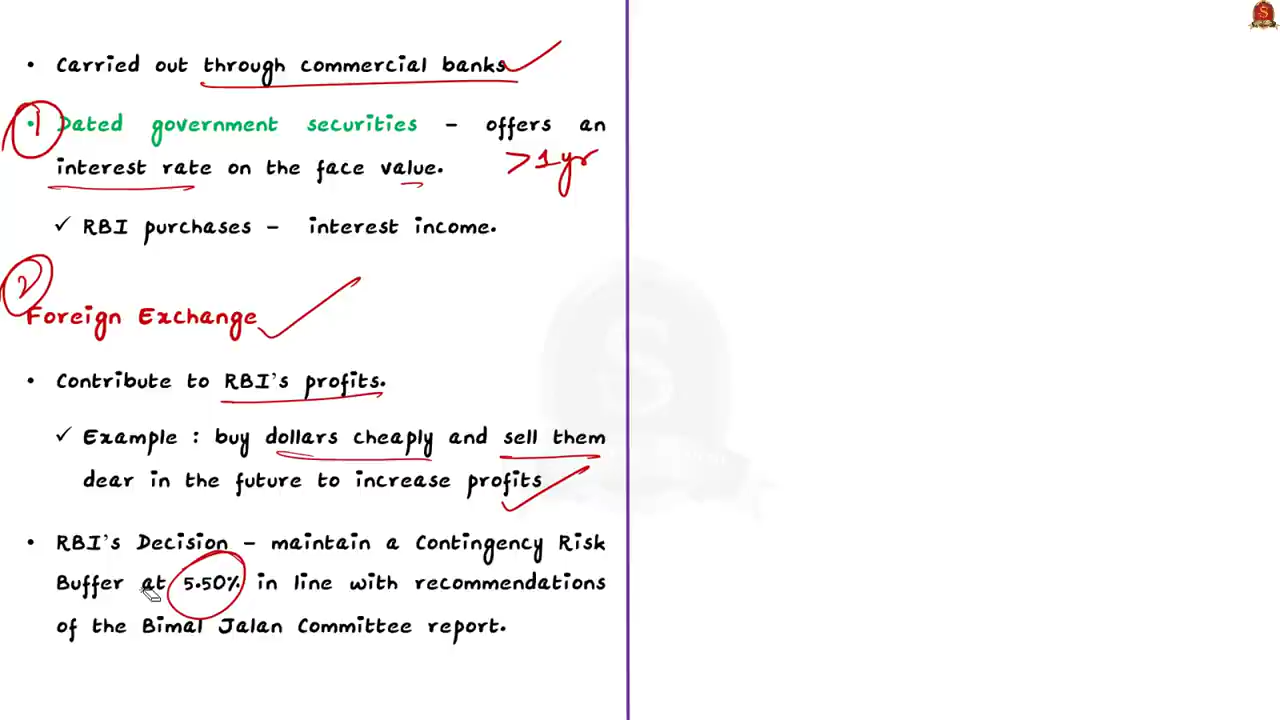 • Carried out through commercial banks
1
• Dated government securities – offers an
interest rate on the face value.
>1yr
✓ RBI purchases – interest income.
2
Foreign Exchange
• Contribute to RBI's profits.
✓ Example : buy dollars cheaply and sell them
dear in the future to increase profits
• RBI's Decision – maintain a Contingency Risk
Buffer at 5.50% in line with recommendations
of the Bimal Jalan Committee report.
S